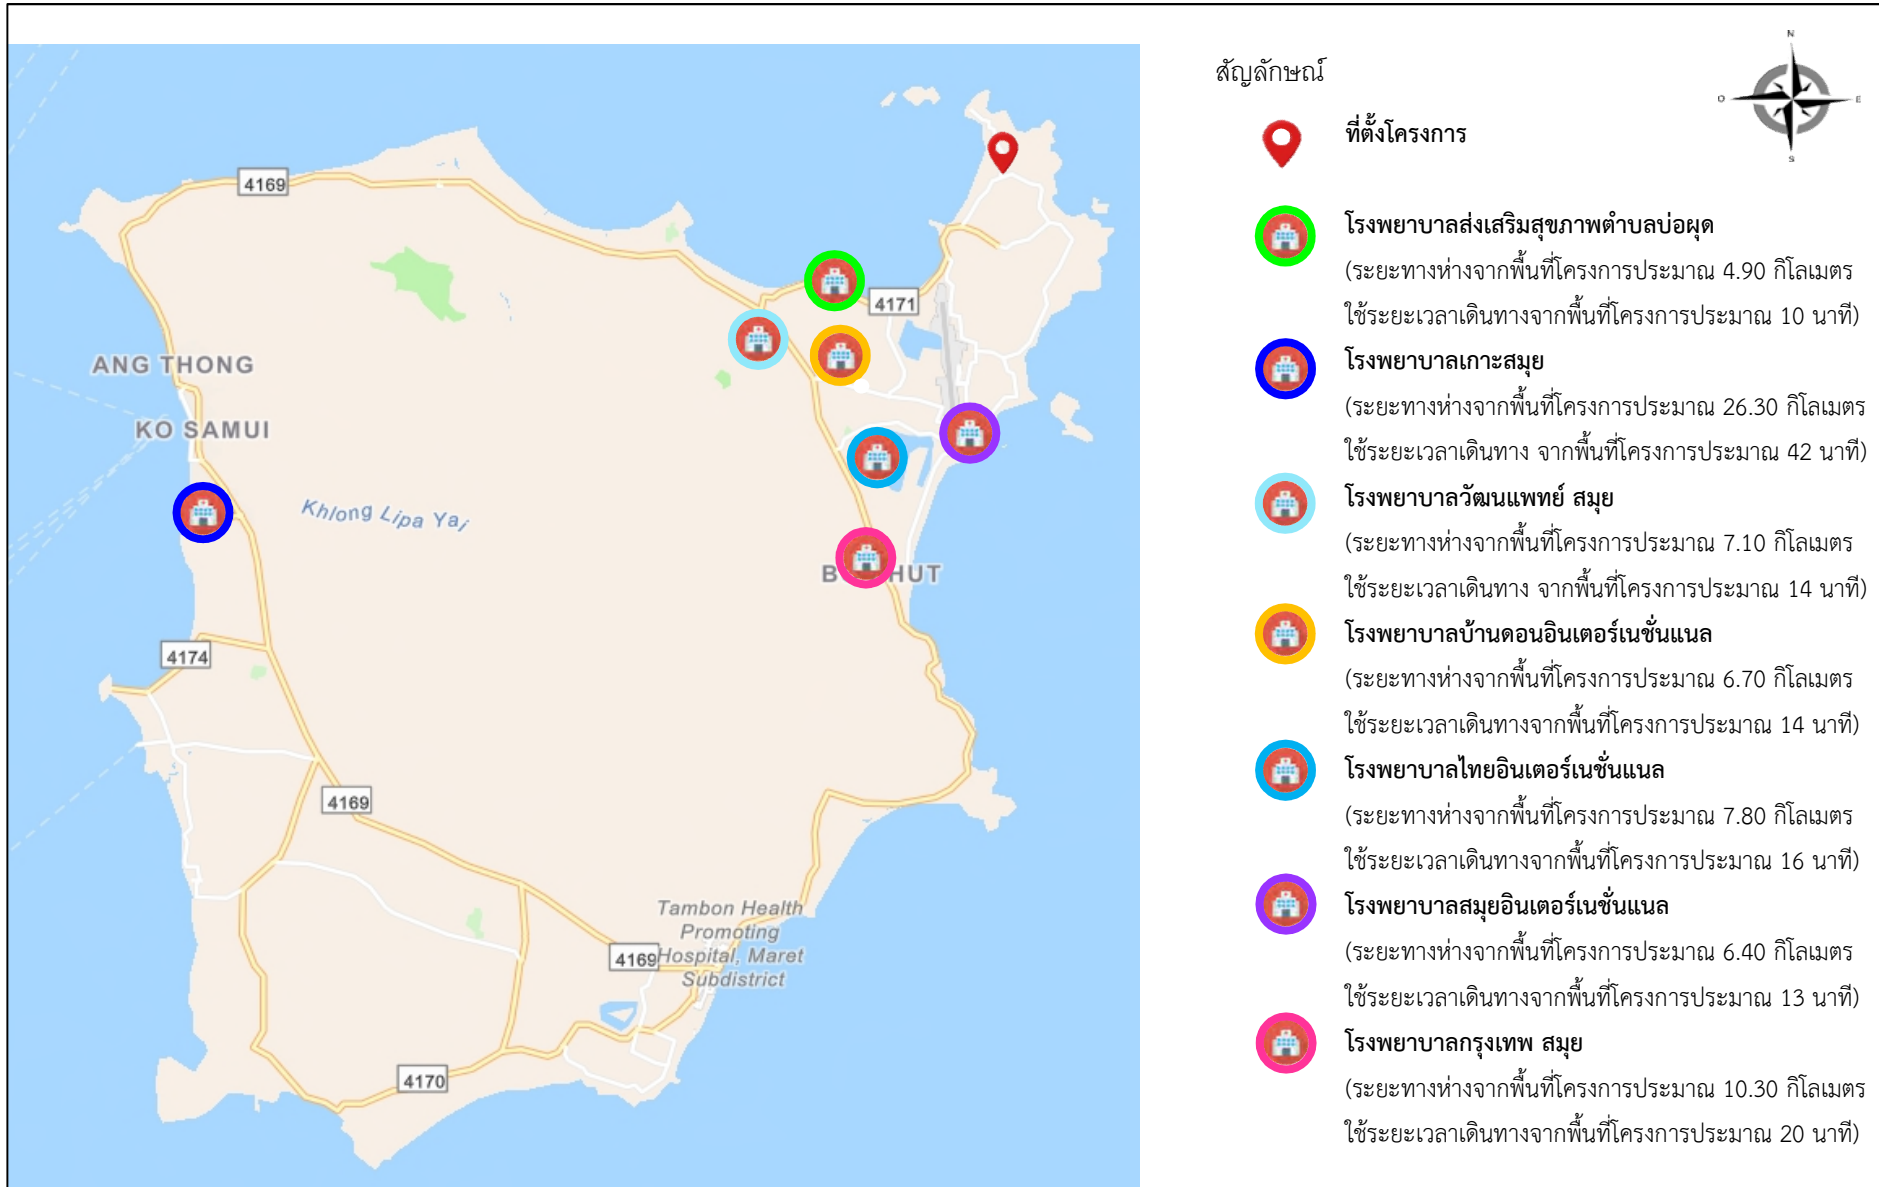 4169
ANG THONG
KO SAMUI
Khlong Lipa Yai
4171
4174
4169
Tambon Health
Promoting
4169 Hospital, Maret
Subdistrict
4170
สัญลักษณ์
N
O
E
S
ที่ตั้งโครงการ
โรงพยาบาลส่งเสริมสุขภาพตำบลบ่อผุด
(ระยะทางห่างจากพื้นที่โครงการประมาณ 4.90 กิโลเมตร
ใช้ระยะเวลาเดินทางจากพื้นที่โครงการประมาณ 10 นาที)
โรงพยาบาลเกาะสมุย
(ระยะทางห่างจากพื้นที่โครงการประมาณ 26.30 กิโลเมตร
ใช้ระยะเวลาเดินทาง จากพื้นที่โครงการประมาณ 42 นาที)
โรงพยาบาลวัฒนแพทย์ สมุย
(ระยะทางห่างจากพื้นที่โครงการประมาณ 7.10 กิโลเมตร
ใช้ระยะเวลาเดินทาง จากพื้นที่โครงการประมาณ 14 นาที)
โรงพยาบาลบ้านดอนอินเตอร์เนชั่นแนล
(ระยะทางห่างจากพื้นที่โครงการประมาณ 6.70 กิโลเมตร
ใช้ระยะเวลาเดินทางจากพื้นที่โครงการประมาณ 14 นาที)
โรงพยาบาลไทยอินเตอร์เนชั่นแนล
(ระยะทางห่างจากพื้นที่โครงการประมาณ 7.80 กิโลเมตร
ใช้ระยะเวลาเดินทางจากพื้นที่โครงการประมาณ 16 นาที)
โรงพยาบาลสมุยอินเตอร์เนชั่นแนล
(ระยะทางห่างจากพื้นที่โครงการประมาณ 6.40 กิโลเมตร
ใช้ระยะเวลาเดินทางจากพื้นที่โครงการประมาณ 13 นาที)
โรงพยาบาลกรุงเทพ สมุย
(ระยะทางห่างจากพื้นที่โครงการประมาณ 10.30 กิโลเมตร
ใช้ระยะเวลาเดินทางจากพื้นที่โครงการประมาณ 20 นาที)